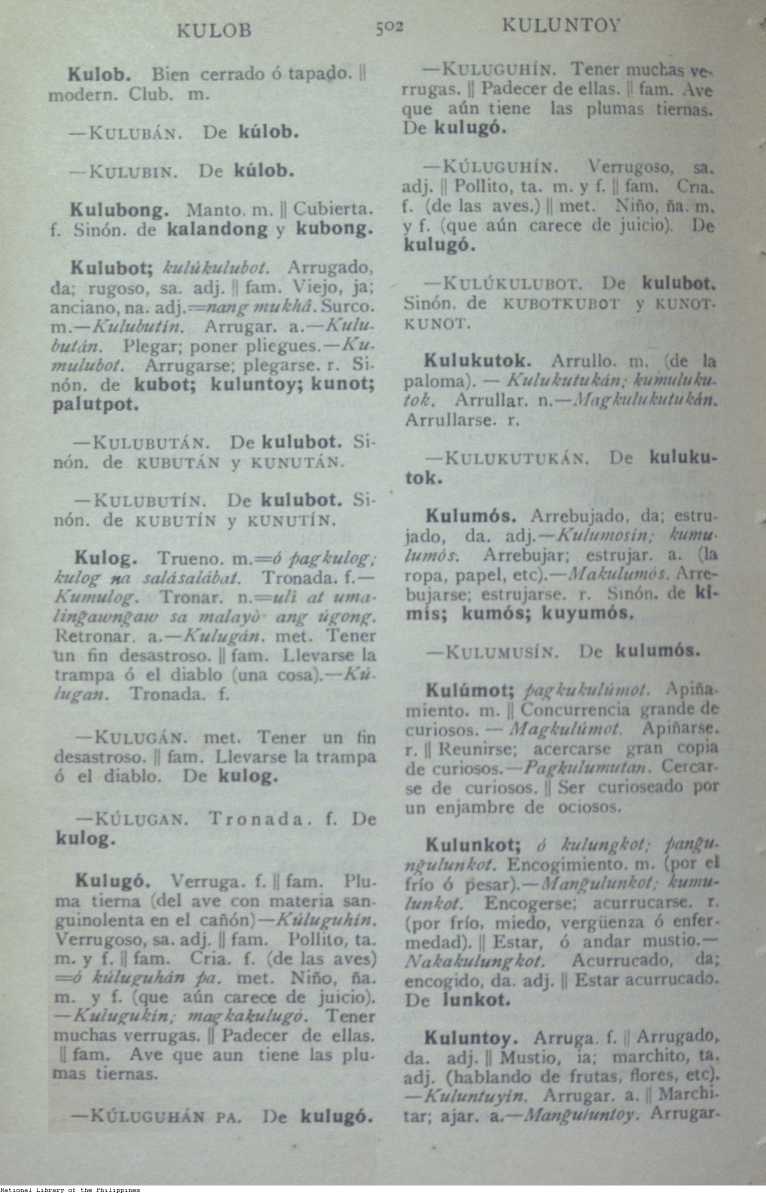 KULOB
502
KULUNTOY
Kulob. Bien cerrado ó tapado. ||
modern. Club. m.
—KULUBÁN. De kúlob.
—KULUBIN. De kúlob.
Kulubong. Manto. m. || Cubierta.
f. Sinón. de kalandong y kubong.
Kulubot; kulúkulubot. Arrugado,
da; rugoso, sa. adj. || fam. Viejo, ja;
anciano, na. adj.=nang mukhâ. Surco.
m.—Kulubutín. Arrugar. a.—Kulu-
bután. Plegar; poner pliegues.—Ku-
mulubot. Arrugarse; plegarse. r. Si-
nón. de kubot; kuluntoy; kunot;
palutpot.
—KULUBUTÁN. De kulubot. Si-
nón. de KUBUTÁN y KUNUTÁN.
—KULUBUTÍN. De kulubot. Si-
nón. de KUBUTÍN y KUNUTÍN.
Kulog. Trueno. m.=ó pagkulog;
kulog na salásalábat. Tronada. f.—
Kumulog. Tronar. n.=uli at uma-
lingawngaw sa malayò ang úgong.
Retronar. a.—Kulugán. met. Tener
un fin desastroso. || fam. Llevarse la
trampa ó el diablo (una cosa).—Kú-
lugan. Tronada. f.
—KULUGÁN. met. Tener un fin
desastroso. || fam. Llevarse la trampa
ó el diablo. De kulog.
—KÚLUGAN. Tronada. f. De
kulog.
Kulugó. Verruga. f. || fam. Plu-
ma tierna (del ave con materia san-
guinolenta en el cañón)—Kúluguhín.
Verrugoso, sa. adj. || fam. Pollito, ta.
m. y f. || fam. Cria. f. (de las aves)
=ó kúluguhán pa. met. Niño, ña.
m. y f. (que aún carece de juicio).
—Kulugukín; magkakulugó. Tener
muchas verrugas. || Padecer de ellas.
|| fam. Ave que aun tiene las plu-
mas tiernas.
—KÚLUGUHÁN PA. De kulugó.
—KULUGUHÍN. Tener muchas ve-
rrugas. || Padecer de ellas. || fam. Ave
que aún tiene las plumas tiernas.
De kulugó.
—KÚLUGUHÍN. Verrugoso, sa.
adj. || Pollito, ta. m. y f. || fam. Cria.
f. (de las aves.) || met. Niño, ña. m.
y f. (que aún carece de juicio). De
kulugó.
—KULÚKULUBOT. De kulubot.
Sinón. de KUBOTKUBOT y KUNOT-
KUNOT.
Kulukutok. Arrullo. m. (de la
paloma). — Kulukutukán; kumuluku-
tok. Arrullar. n.—Magkulukutukán.
Arrullarse. r.
—KULUKUTUKÁN. De kuluku-
tok.
Kulumós. Arrebujado, da; estru-
jado, da. adj.—Kulumosin; kumu-
lumós. Arrebujar; estrujar. a. (la
ropa, papel, etc).—Makulumós. Arre-
bujarse; estrujarse. r. Sinón. de ki-
mis; kumós; kuyumós.
—KULUMUSÍN. De kulumós.
Kulúmot; pagkukulúmot. Apiña-
miento. m. || Concurrencia grande de
curiosos. — Magkulúmot. Apiñarse.
r. || Reunirse; acercarse gran copia
de curiosos.—Pagkulumutan. Cercar-
se de curiosos. || Ser curioseado por
un enjambre de ociosos.
Kulunkot; ó kulungkot; pangu-
ngulunkot. Encogimiento. m. (por el
frío ó pesar).—Mangulunkot; kumu-
lunkot. Encogerse; acurrucarse. r.
(por frío, miedo, vergüenza ó enfer-
medad). || Estar, ó andar mustio.—
Nakakulungkot. Acurrucado, da;
encogido, da. adj. || Estar acurrucado.
De lunkot.
Kuluntoy. Arruga. f. || Arrugado,
da. adj. || Mustio, ia; marchito, ta.
adj. (hablando de frutas, flores, etc).
—Kuluntuyin. Arrugar. a. || Marchi-
tar; ajar. a.—Manguluntoy. Arrugar-
National Library of the Philippines